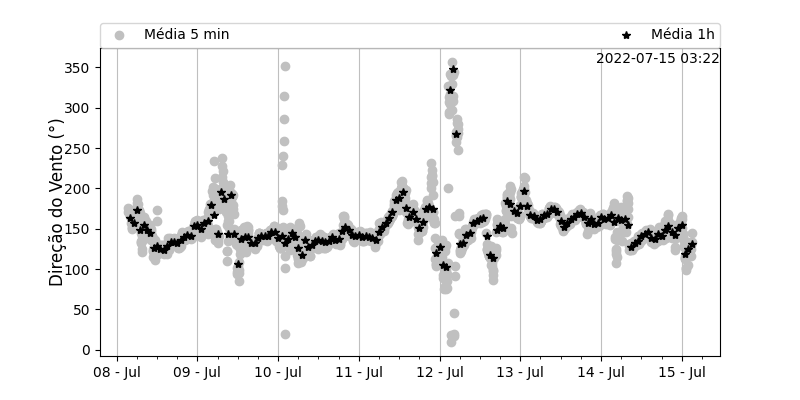 Média 5 min
Média 1h
2022-07-15 03:22
Direção do Vento (°)
350
300
250
200
150
100
50
0
08 - Jul
09 - Jul
10 - Jul
11 - Jul
12 - Jul
13 - Jul
14 - Jul
15 - Jul